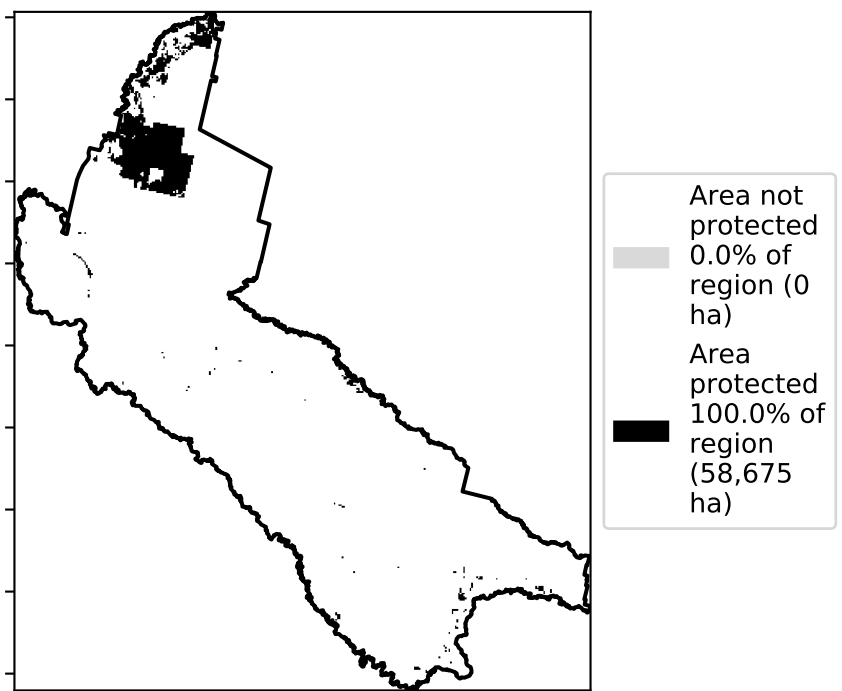 Area not
protected
0.0% of
region (0
ha)
Area
protected
100.0% of
region
(58,675
ha)